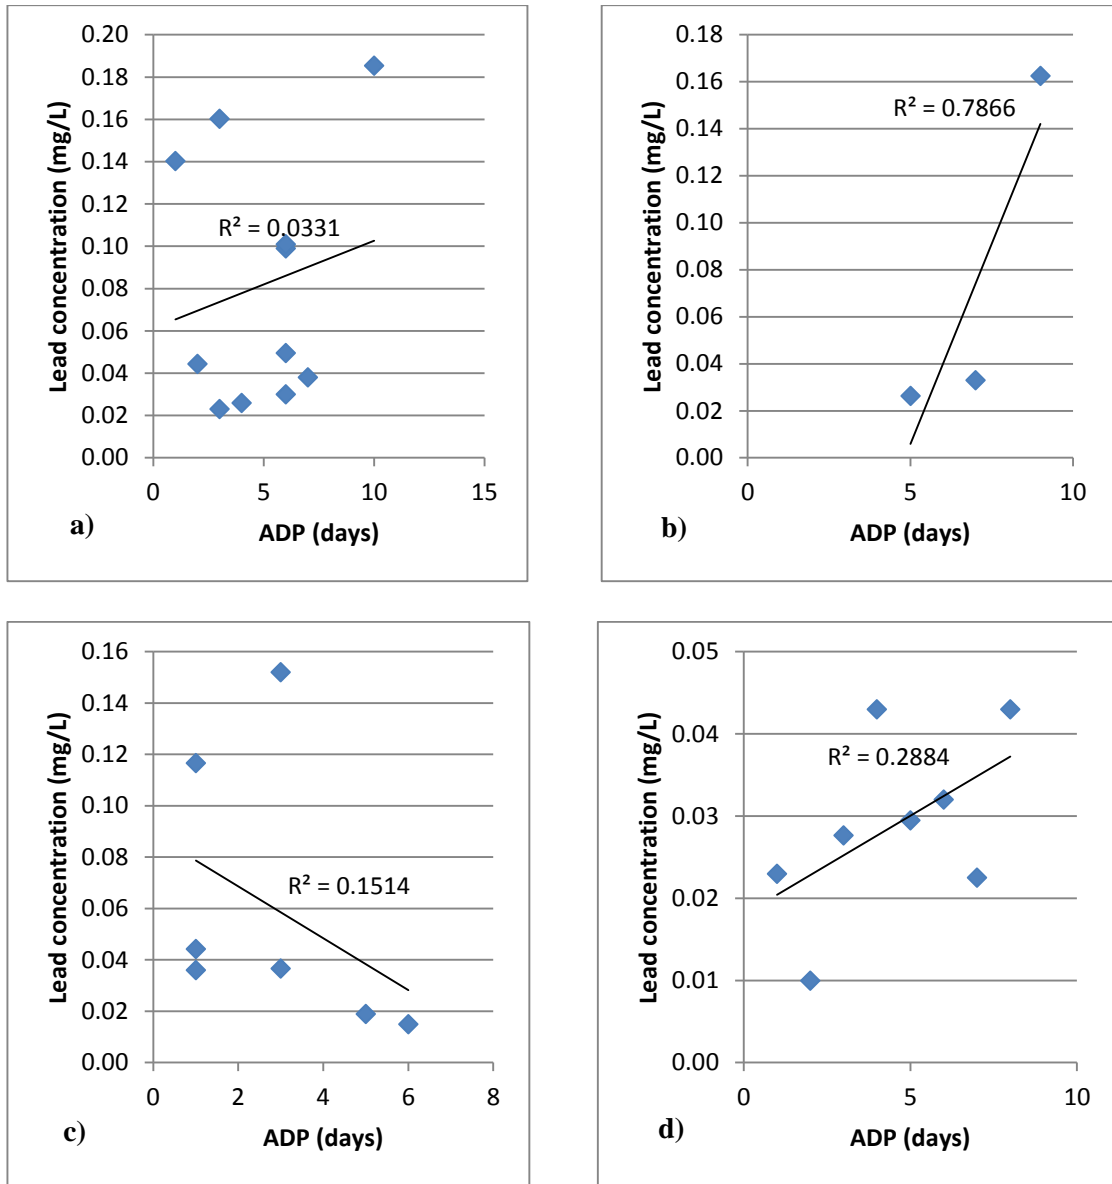 Lead concentration (mg/L)
0.20
0.18
0.16
0.14
0.12
0.10
0.08
0.06
0.04
0.02
0.00
R² = 0.0331
0 5 10 15
ADP (days)
a)
Lead concentration (mg/L)
0.18
0.16
0.14
0.12
0.10
0.08
0.06
0.04
0.02
0.00
R² = 0.7866
0 5 10
ADP (days)
b)
Lead concentration (mg/L)
0.16
0.14
0.12
0.10
0.08
0.06
0.04
0.02
0.00
R² = 0.1514
0 2 4 6 8
ADP (days)
c)
Lead concentration (mg/L)
0.05
0.04
0.03
0.02
0.01
0.00
R² = 0.2884
0 5 10
ADP (days)
d)